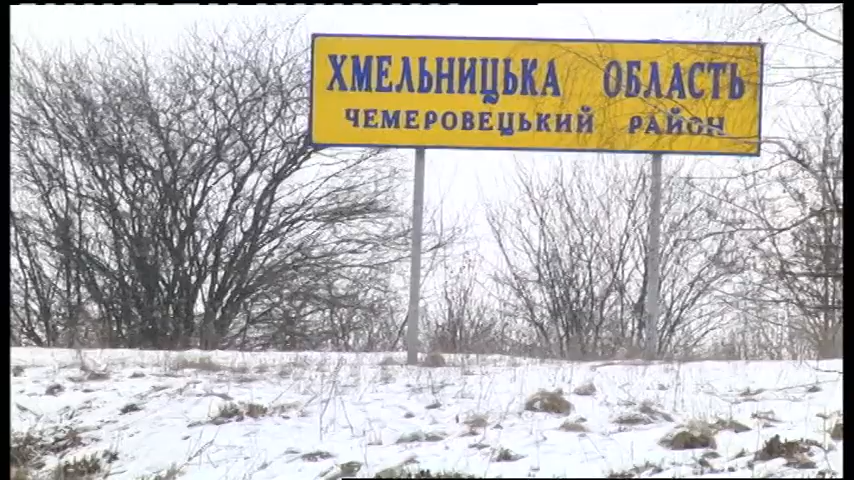 ХМЕЛЬНИЦЬКА ОБЛАСТЬ
ЧЕМЕРОВЕЦЬКИЙ РАЙОН